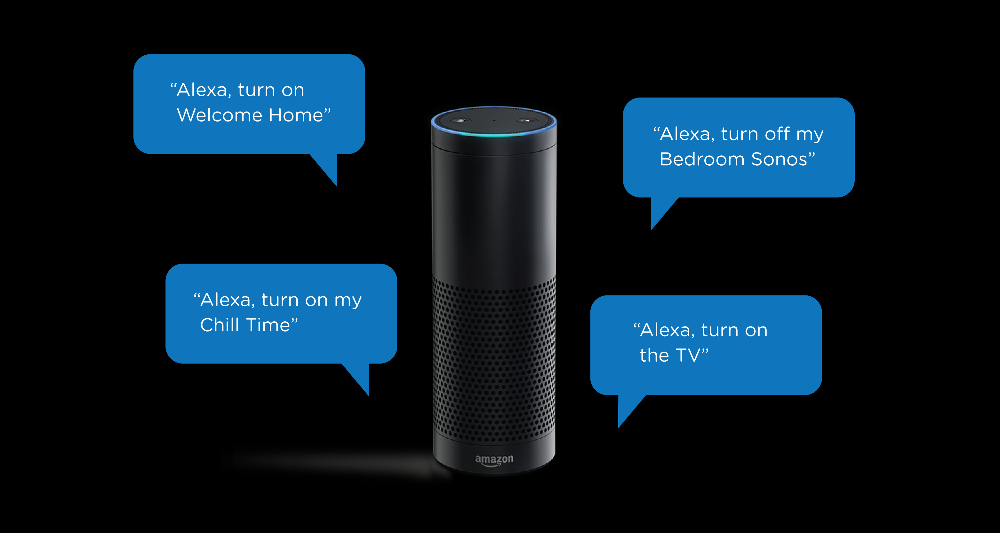 “Alexa, turn on
Welcome Home”
“Alexa, turn off my
Bedroom Sonos”
“Alexa, turn on my
Chill Time”
“Alexa, turn on
the TV”
amazon